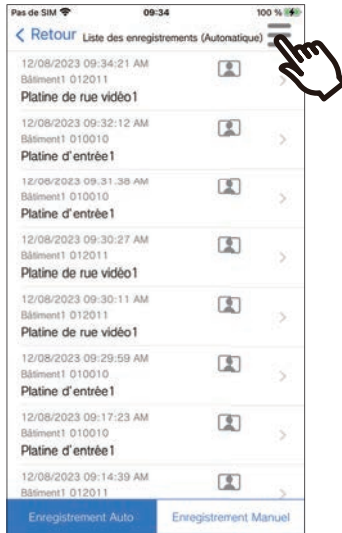 Pas de SIM 09:34 100 %
Retour Liste des enregistrements (Automatique)
12/08/2023 09:34:21 AM
Bâtiment1 012011
Platine de rue vidéo1
12/08/2023 09:32:12 AM
Bâtiment1 010010
Platine d'entrée1
12/08/2023 09:31:38 AM
Bâtiment1 010010
Platine d'entrée1
12/08/2023 09:30:27 AM
Bâtiment1 012011
Platine de rue vidéo1
12/08/2023 09:30:11 AM
Bâtiment1 012011
Platine de rue vidéo1
12/08/2023 09:29:59 AM
Bâtiment1 010010
Platine d'entrée1
12/08/2023 09:17:23 AM
Bâtiment1 010010
Platine d'entrée1
12/08/2023 09:14:39 AM
Bâtiment1 012011
Enregistrement Auto Enregistrement Manuel